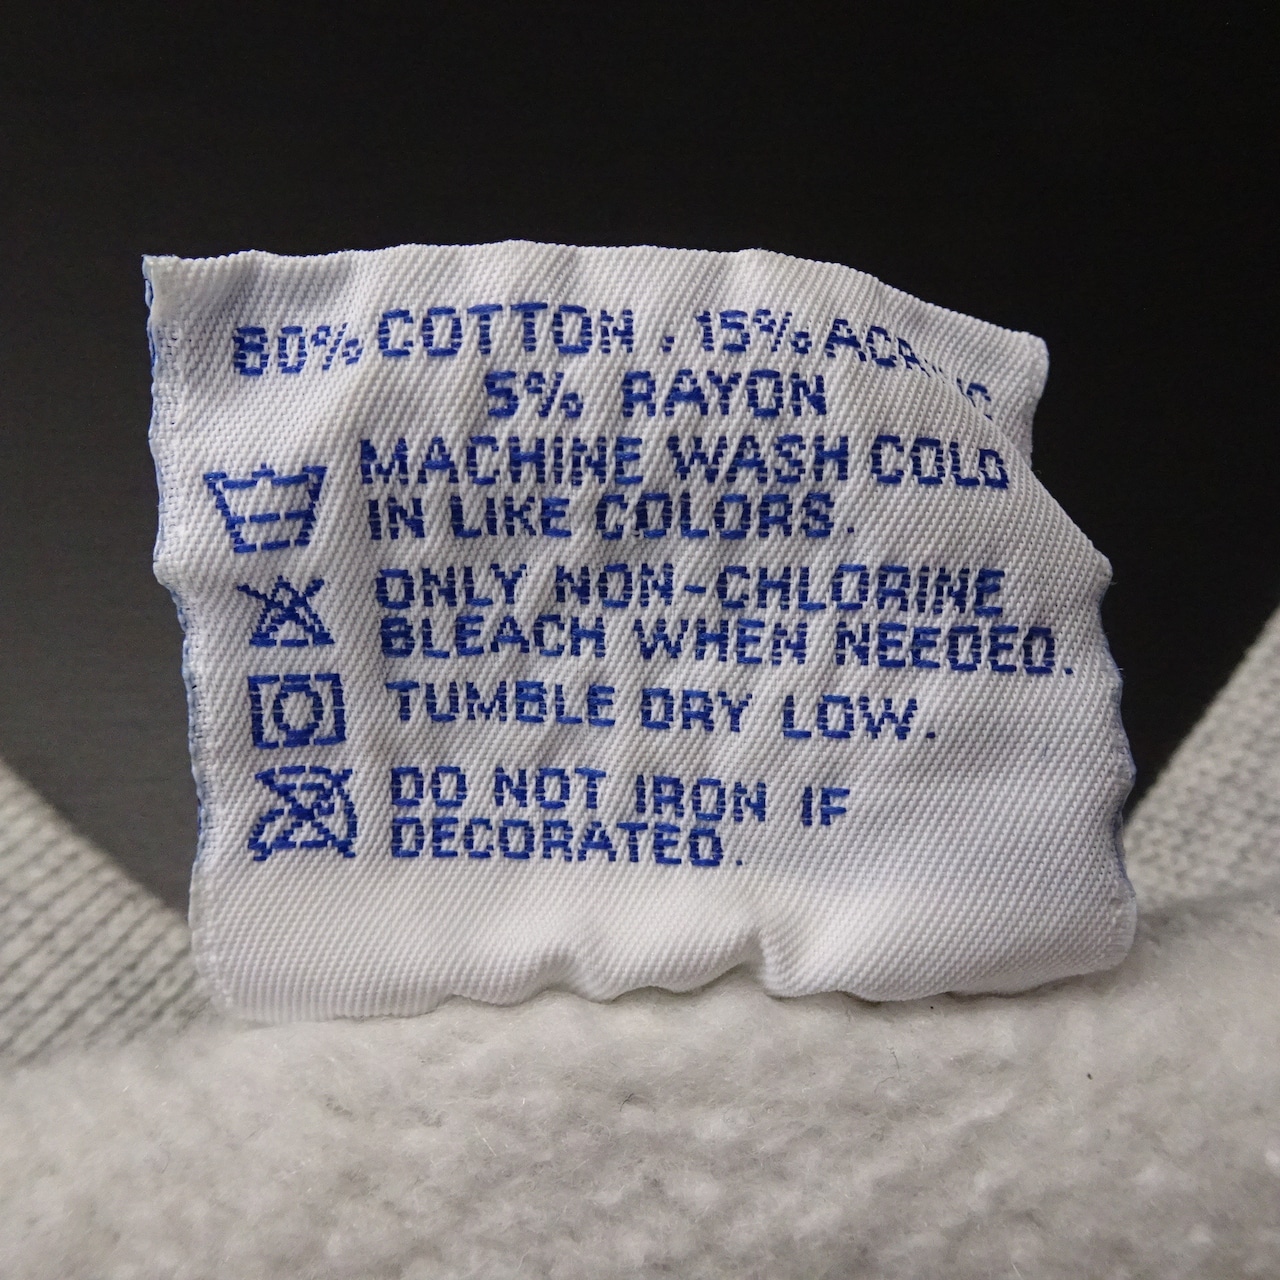 80% COTTON , 15% ACRYLIC
5% RAYON
MACHINE WASH COLD
IN LIKE COLORS.
ONLY NON-CHLORINE
BLEACH WHEN NEEDED.
TUMBLE DRY LOW.
DO NOT IRON IF
DECORATED.